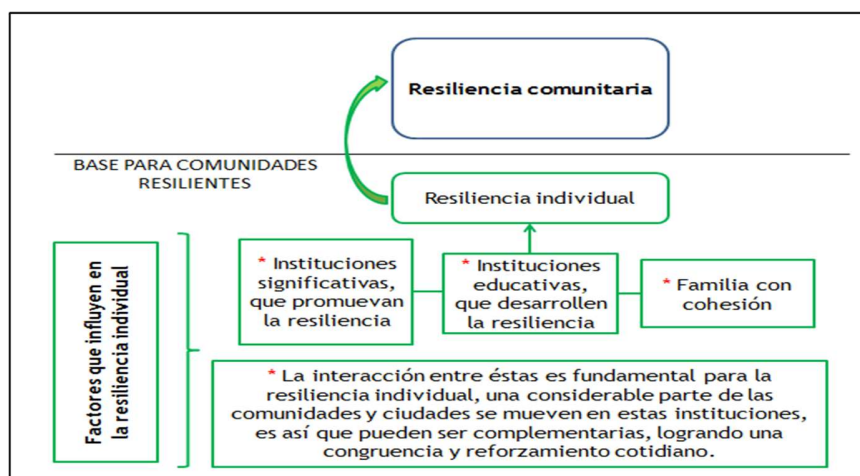 Resiliencia comunitaria
BASE PARA COMUNIDADES
RESILIENTES
Resiliencia individual
Factores que influyen en
la resiliencia individual
* Instituciones
significativas,
que promuevan
la resiliencia
* Instituciones
educativas,
que desarrollen
la resiliencia
* Familia con
cohesión
* La interacción entre éstas es fundamental para la
resiliencia individual, una considerable parte de las
comunidades y ciudades se mueven en estas instituciones,
es así que pueden ser complementarias, logrando una
congruencia y reforzamiento cotidiano.